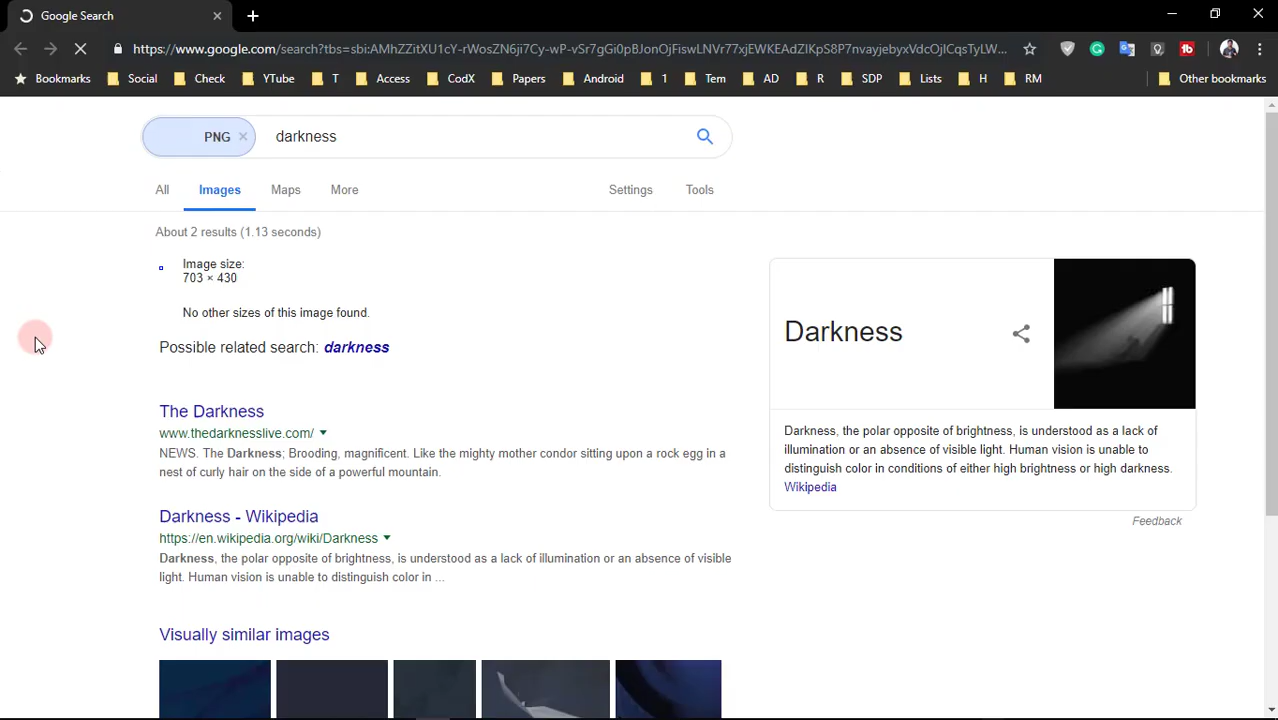 Google Search
https://www.google.com/search?tbs=sbi:AMhZZitXU1cY-rWosZN6ji7Cy-wP-vSr7gGi0pBJonOjFiswLNVr77xjEWKEAdZlKpS8P7nvayjebyxVdcOjlCqsTyLW...
Bookmarks Social Check YTube T Access CodX Papers Android 1 Tem AD R SDP Lists H RM Other bookmarks
PNG × darkness
All Images Maps More Settings Tools
About 2 results (1.13 seconds)
Image size:
703 × 430
No other sizes of this image found.
Possible related search: darkness
The Darkness
www.thedarknesslive.com/
NEWS. The Darkness; Brooding, magnificent. Like the mighty mother condor sitting upon a rock egg in a
nest of curly hair on the side of a powerful mountain.
Darkness - Wikipedia
https://en.wikipedia.org/wiki/Darkness
Darkness, the polar opposite of brightness, is understood as a lack of illumination or an absence of visible
light. Human vision is unable to distinguish color in ...
Visually similar images
Darkness
Darkness, the polar opposite of brightness, is understood as a lack of
illumination or an absence of visible light. Human vision is unable to
distinguish color in conditions of either high brightness or high darkness.
Wikipedia
Feedback